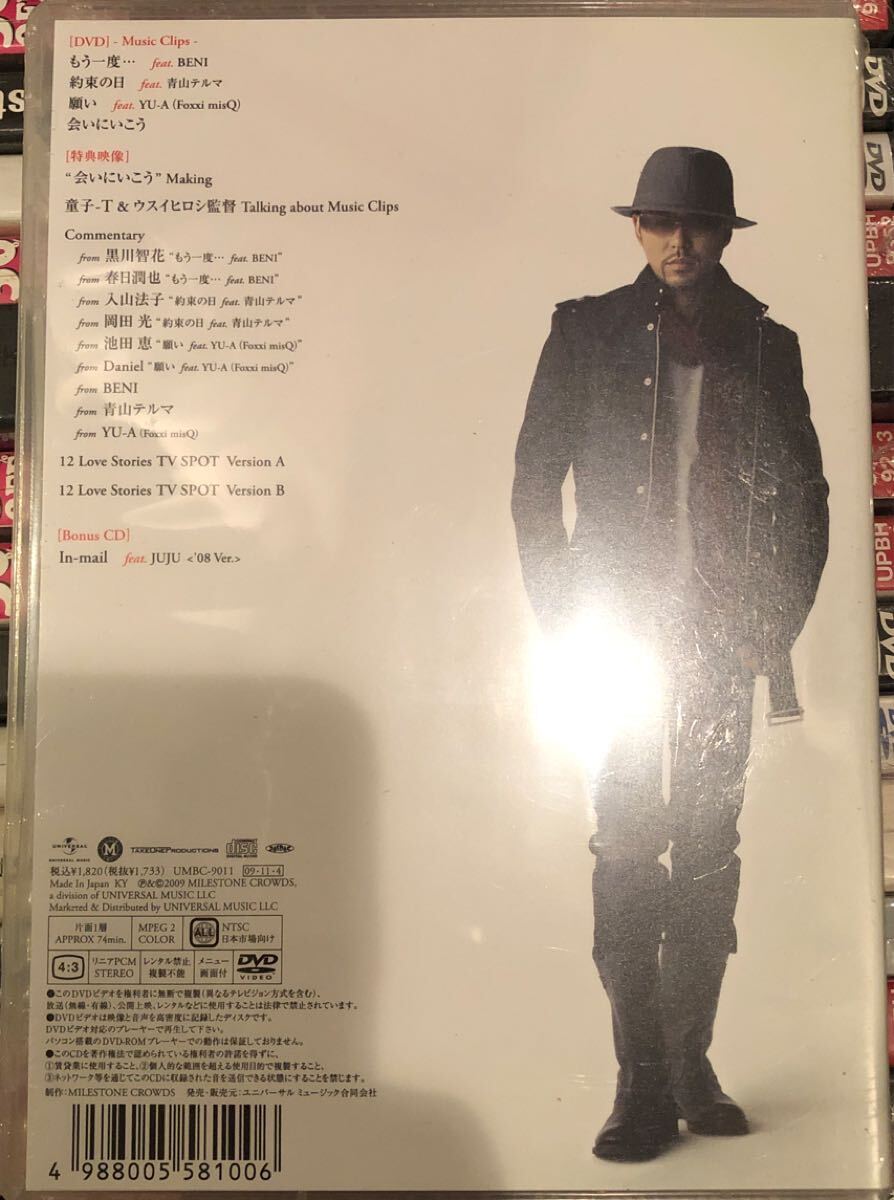 [DVD] - Music Clips -
もう一度… feat. BENI
約束の日 feat. 青山テルマ
願い feat. YU-A (Foxxi misQ)
会いにいこう
[特典映像]
"会いにいこう" Making
童子-T & ウスイヒロシ監督 Talking about Music Clips
Commentary
from 黒川智花 "もう一度… feat. BENI"
from 春日潤也 "もう一度… feat. BENI"
from 入山法子 "約束の日 feat. 青山テルマ"
from 岡田 光 "約束の日 feat. 青山テルマ"
from 池田 恵 "願い feat. YU-A (Foxxi misQ)"
from Daniel "願い feat. YU-A (Foxxi misQ)"
from BENI
from 青山テルマ
from YU-A (Foxxi misQ)
12 Love Stories TV SPOT Version A
12 Love Stories TV SPOT Version B
[Bonus CD]
In-mail feat. JUJU <'08 Ver.>
UNIVERSAL
UNIVERSAL MUSIC
M
TAKEONEPRODUCTIONS
COMPACT
disc
DIGITAL AUDIO
税込¥1,820(税抜¥1,733) UMBC-9011 09・11・4
Made In Japan KY ℗&©2009 MILESTONE CROWDS,
a division of UNIVERSAL MUSIC LLC
Marketed & Distributed by UNIVERSAL MUSIC LLC
片面1層
APPROX 74min.
MPEG 2
COLOR
ALL
NTSC
日本市場向け
4:3
リニアPCM
STEREO
レンタル禁止
複製不能
メニュー
画面付
DVD
VIDEO
●このDVDビデオを権利者に無断で複製(異なるテレビジョン方式を含む)、
放送(無線・有線)、公開上映、レンタルなどに使用することは法律で禁止されています。
●DVDビデオは映像と音声を高密度に記録したディスクです。
DVDビデオ対応のプレーヤーで再生して下さい。
パソコン搭載のDVD-ROMプレーヤーでの動作は保証しておりません。
●このCDを著作権法で認められている権利者の許諾を得ずに、
①賃貸業に使用すること、②個人的な範囲を超える使用目的で複製すること、
③ネットワーク等を通じてこのCDに収録された音を送信できる状態にすることを禁じます。
制作:MILESTONE CROWDS 発売・販売元:ユニバーサル ミュージック合同会社
4 988005 581006
DVD
DVD
UPBH
92 3
UPBH
DVD